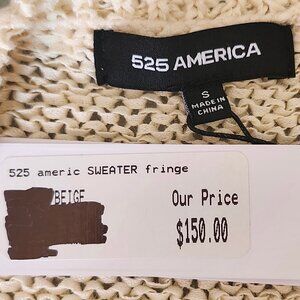 525 AMERICA
S
MADE IN
CHINA
525 americ SWEATER fringe
BEIGE
Our Price
$150.00